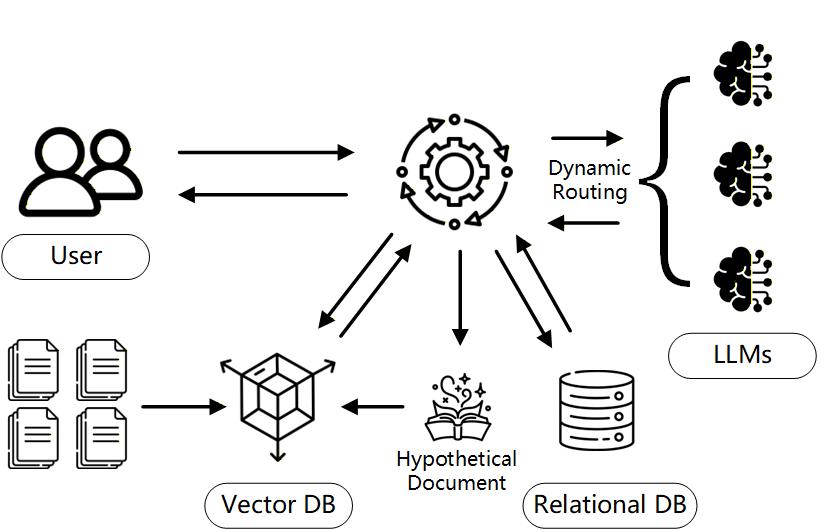 Dynamic
Routing
User
LLMs
Hypothetical
Document
Vector DB
Relational DB